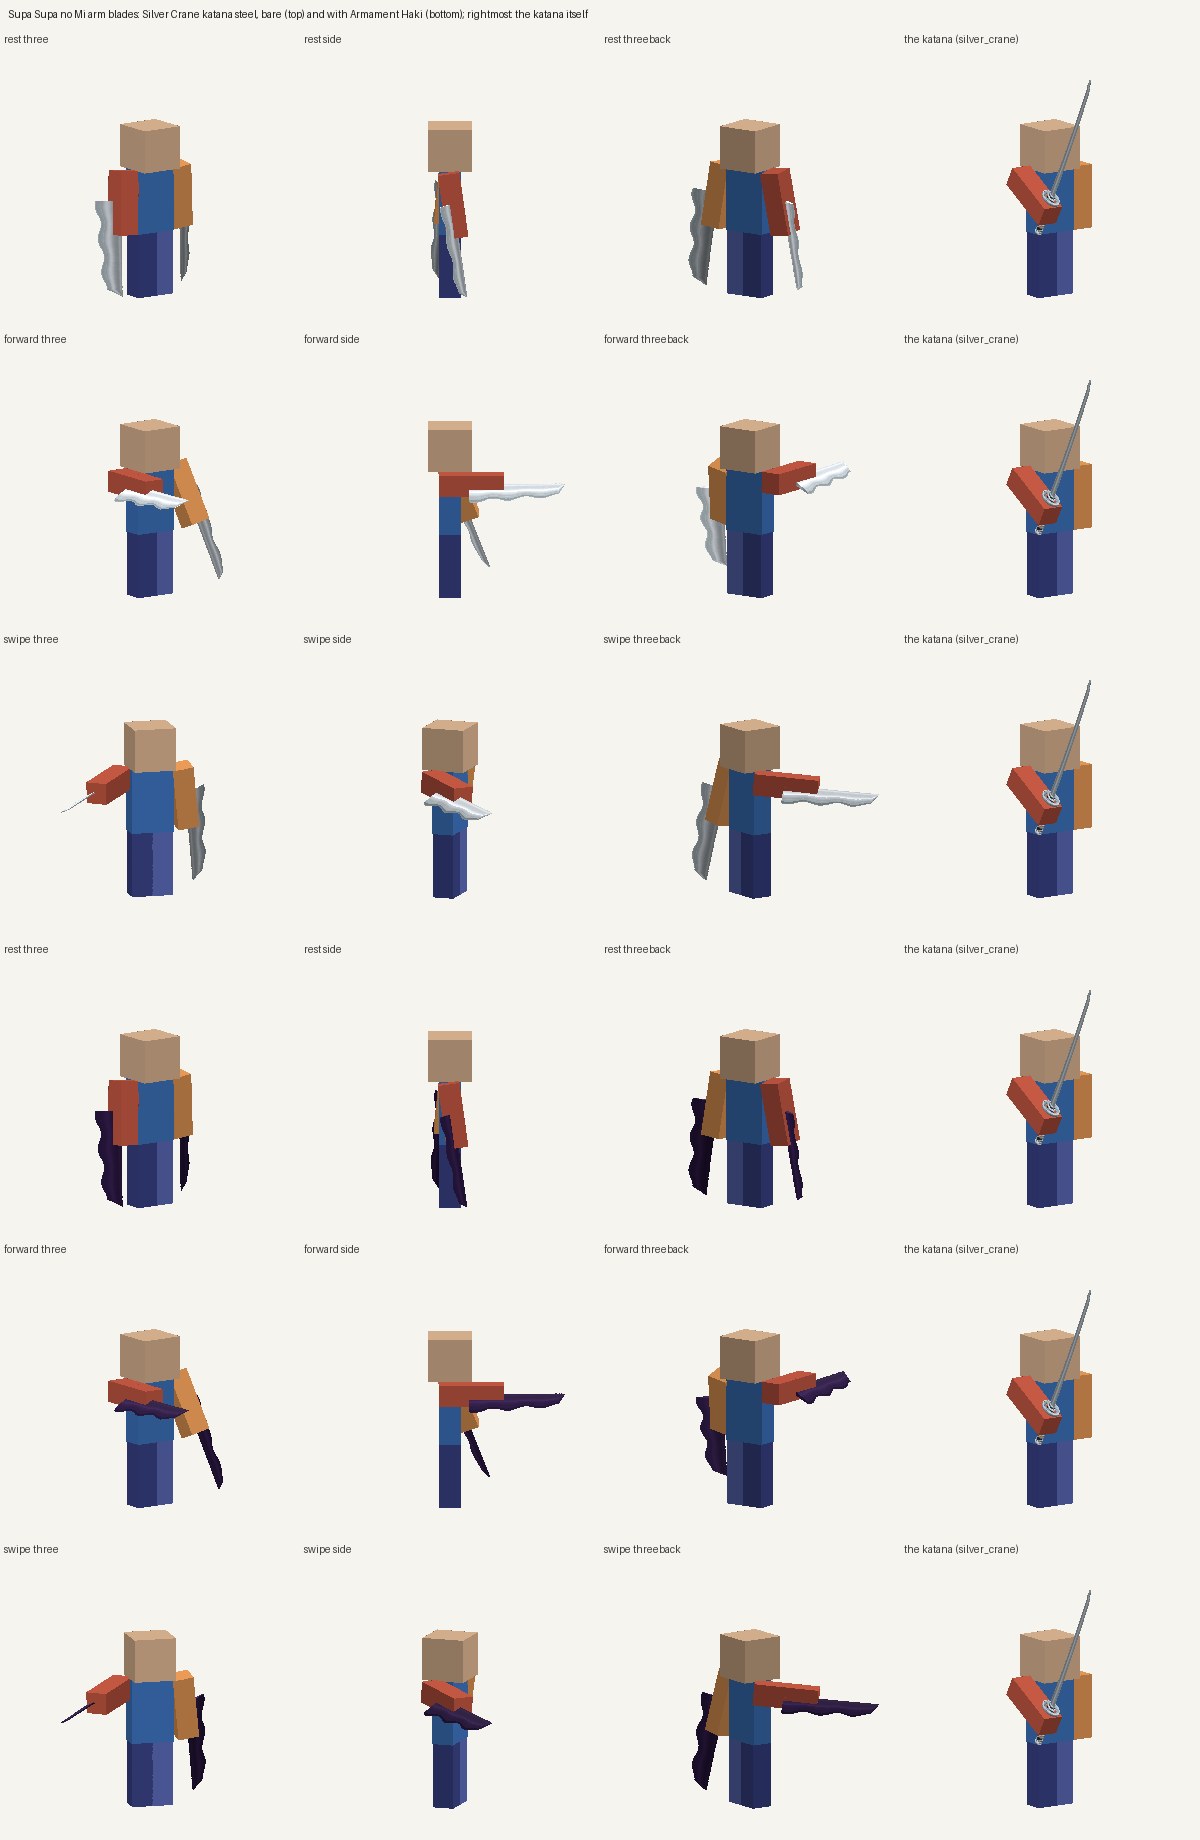 Supa Supa no Mi arm blades: Silver Crane katana steel, bare (top) and with Armament Haki (bottom); rightmost: the katana itself
rest three
rest side
rest threeback
the katana (silver_crane)
forward three
forward side
forward threeback
the katana (silver_crane)
swipe three
swipe side
swipe threeback
the katana (silver_crane)
rest three
rest side
rest threeback
the katana (silver_crane)
forward three
forward side
forward threeback
the katana (silver_crane)
swipe three
swipe side
swipe threeback
the katana (silver_crane)